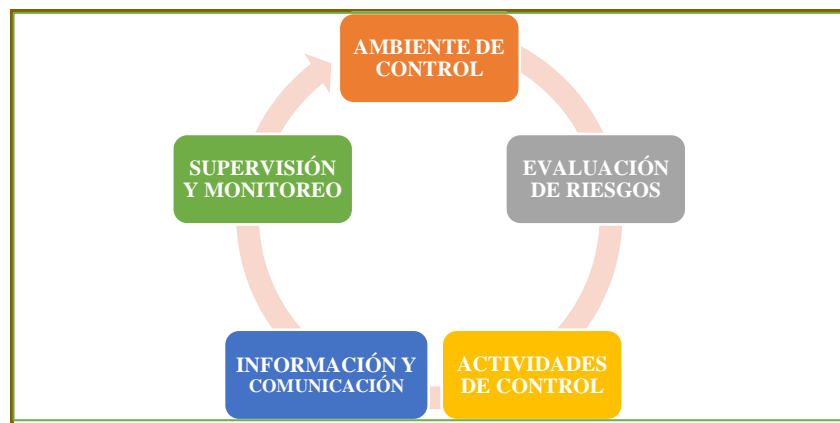 AMBIENTE DE
CONTROL
EVALUACIÓN
DE RIESGOS
ACTIVIDADES
DE CONTROL
INFORMACIÓN Y
COMUNICACIÓN
SUPERVISIÓN
Y MONITOREO